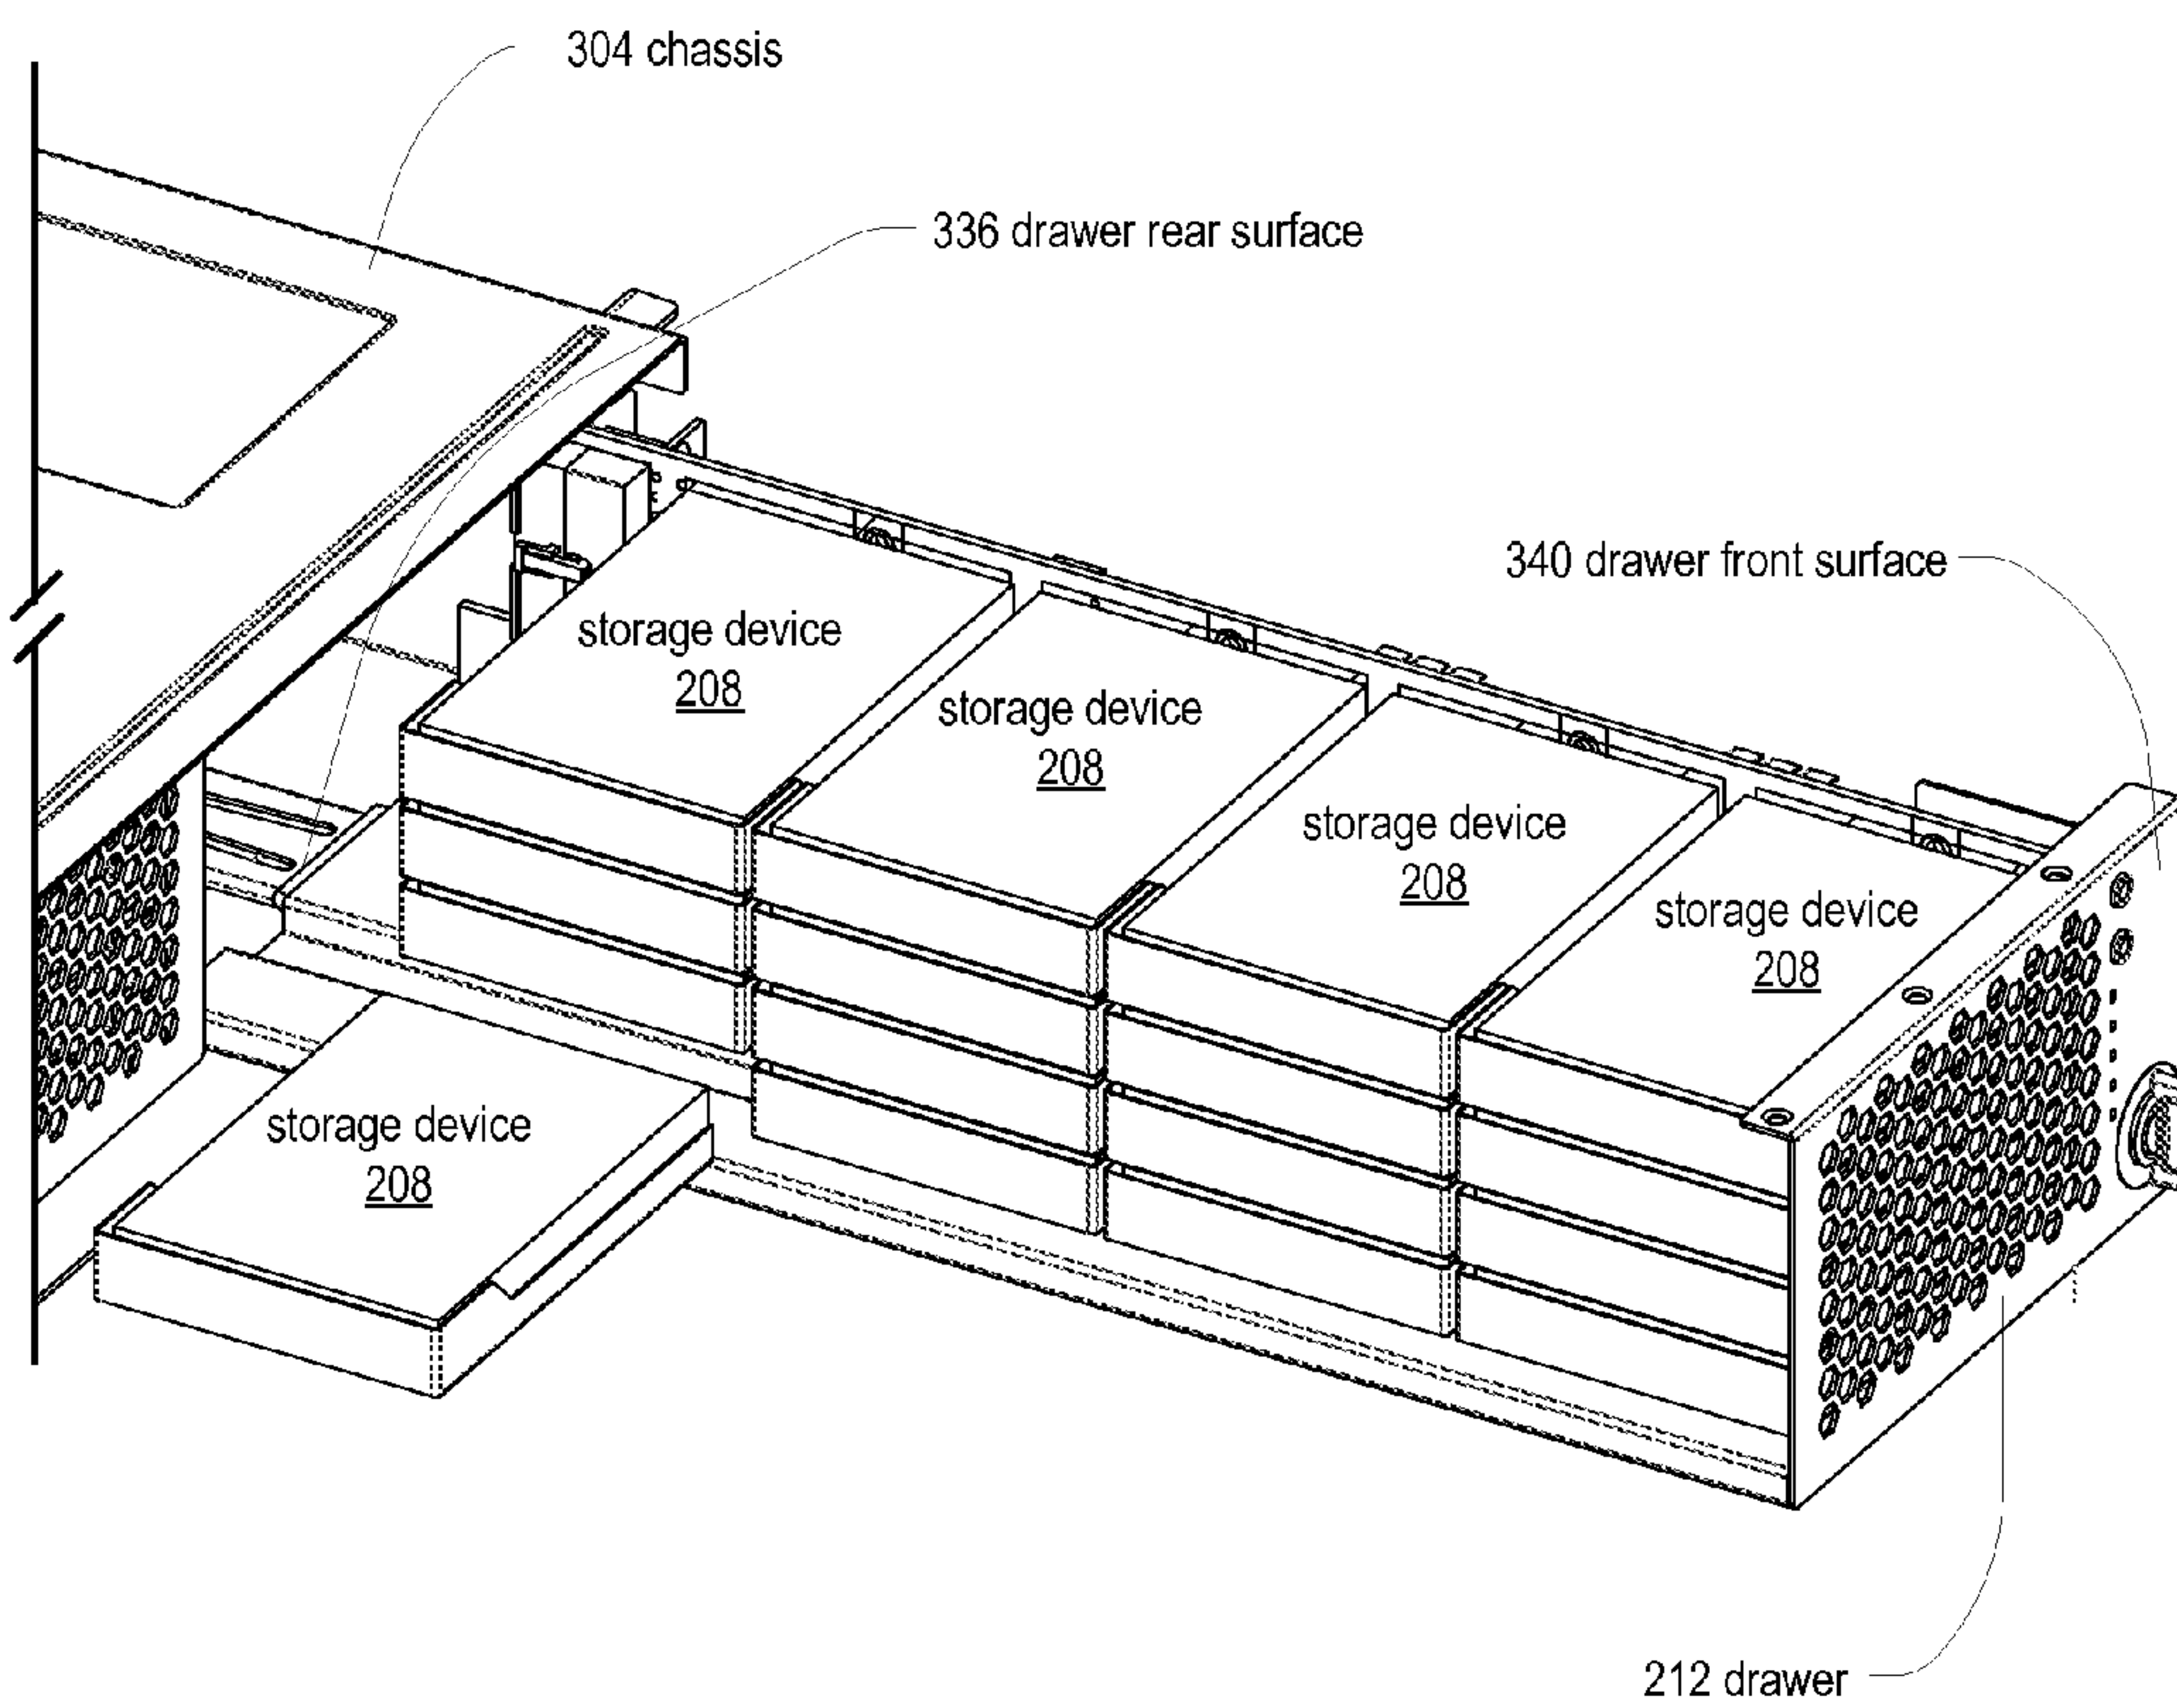 304 chassis
336 drawer rear surface
340 drawer front surface
storage device
208
storage device
208
storage device
208
storage device
208
storage device
208
212 drawer